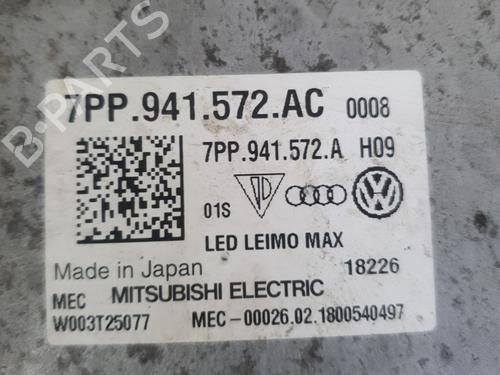 7PP.941.572.AC 0008
7PP.941.572.A H09
01S
LED LEIMO MAX
Made in Japan 18226
MEC MITSUBISHI ELECTRIC
W003T25077 MEC-00026.02.1800540497
B-PARTS